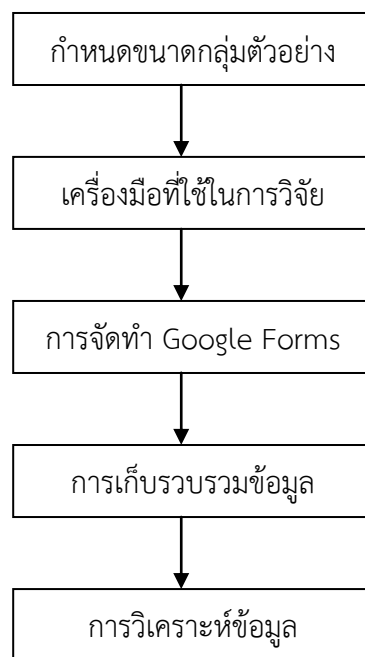 กำหนดขนาดกลุ่มตัวอย่าง
เครื่องมือที่ใช้ในการวิจัย
การจัดทำ Google Forms
การเก็บรวบรวมข้อมูล
การวิเคราะห์ข้อมูล